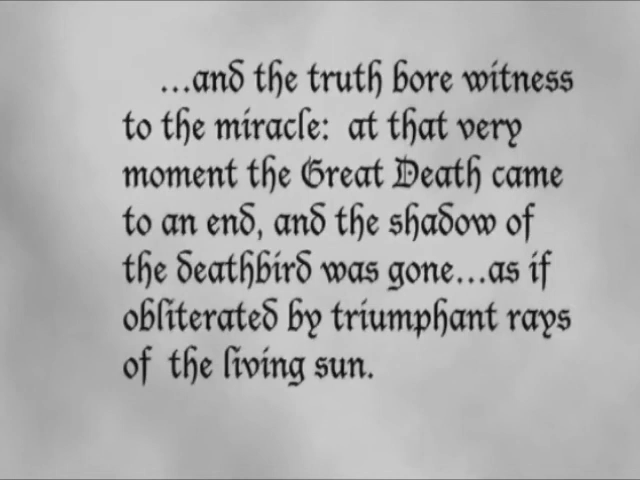 ...and the truth bore witness
to the miracle: at that very
moment the Great Death came
to an end, and the shadow of
the deathbird was gone...as if
obliterated by triumphant rays
of the living sun.